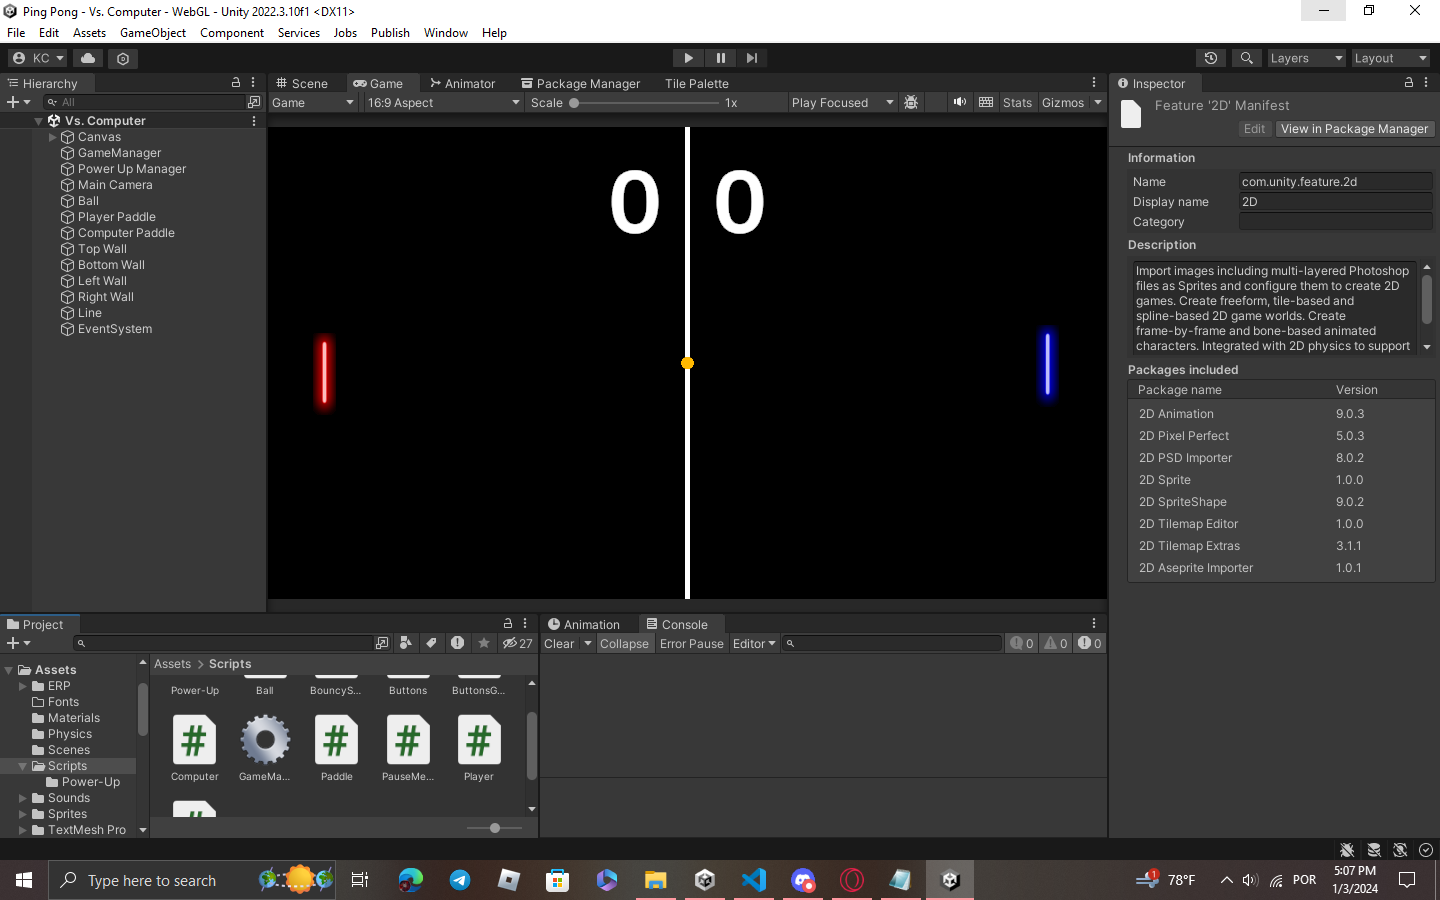 Ping Pong - Vs. Computer - WebGL - Unity 2022.3.10f1 <DX11>
File Edit Assets GameObject Component Services Jobs Publish Window Help
KC Layers Layout
Hierarchy Scene Game Animator Package Manager Tile Palette Inspector
All Game 16:9 Aspect Scale 1x Play Focused Stats Gizmos
Feature '2D' Manifest
Edit View in Package Manager
Vs. Computer
Canvas
GameManager
Power Up Manager
Main Camera
Ball
Player Paddle
Computer Paddle
Top Wall
Bottom Wall
Left Wall
Right Wall
Line
EventSystem
0 0
Information
Name com.unity.feature.2d
Display name 2D
Category
Description
Import images including multi-layered Photoshop
files as Sprites and configure them to create 2D
games. Create freeform, tile-based and
spline-based 2D game worlds. Create
frame-by-frame and bone-based animated
characters. Integrated with 2D physics to support
Packages included
Package name Version
2D Animation 9.0.3
2D Pixel Perfect 5.0.3
2D PSD Importer 8.0.2
2D Sprite 1.0.0
2D SpriteShape 9.0.2
2D Tilemap Editor 1.0.0
2D Tilemap Extras 3.1.1
2D Aseprite Importer 1.0.1
Project
27
Assets
ERP
Fonts
Materials
Physics
Scenes
Scripts
Power-Up
Sounds
Sprites
TextMesh Pro
Assets > Scripts
Power-Up Ball BouncyS... Buttons ButtonsG...
Computer GameMa... Paddle PauseMe... Player
Animation Console
Clear Collapse Error Pause Editor 0 0 0
Type here to search
1 78°F POR
5:07 PM
1/3/2024